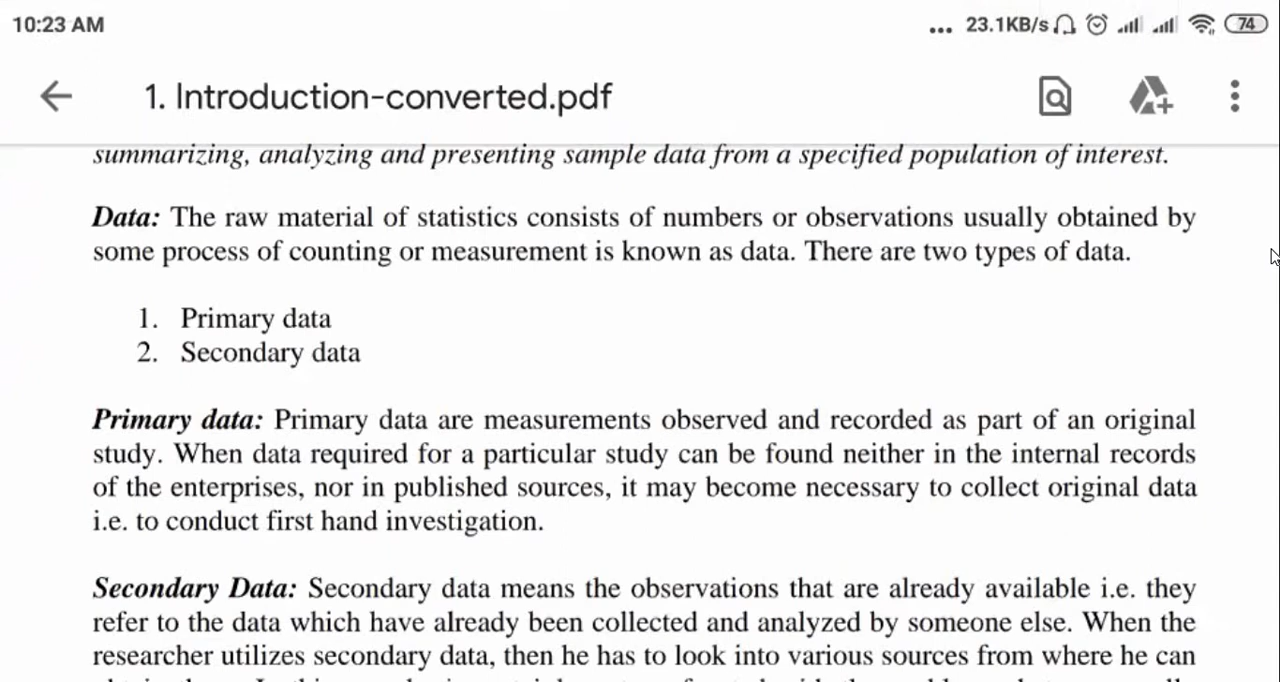 10:23 AM
... 23.1KB/s 74
1. Introduction-converted.pdf
summarizing, analyzing and presenting sample data from a specified population of interest.
Data: The raw material of statistics consists of numbers or observations usually obtained by
some process of counting or measurement is known as data. There are two types of data.
1. Primary data
2. Secondary data
Primary data: Primary data are measurements observed and recorded as part of an original
study. When data required for a particular study can be found neither in the internal records
of the enterprises, nor in published sources, it may become necessary to collect original data
i.e. to conduct first hand investigation.
Secondary Data: Secondary data means the observations that are already available i.e. they
refer to the data which have already been collected and analyzed by someone else. When the
researcher utilizes secondary data, then he has to look into various sources from where he can